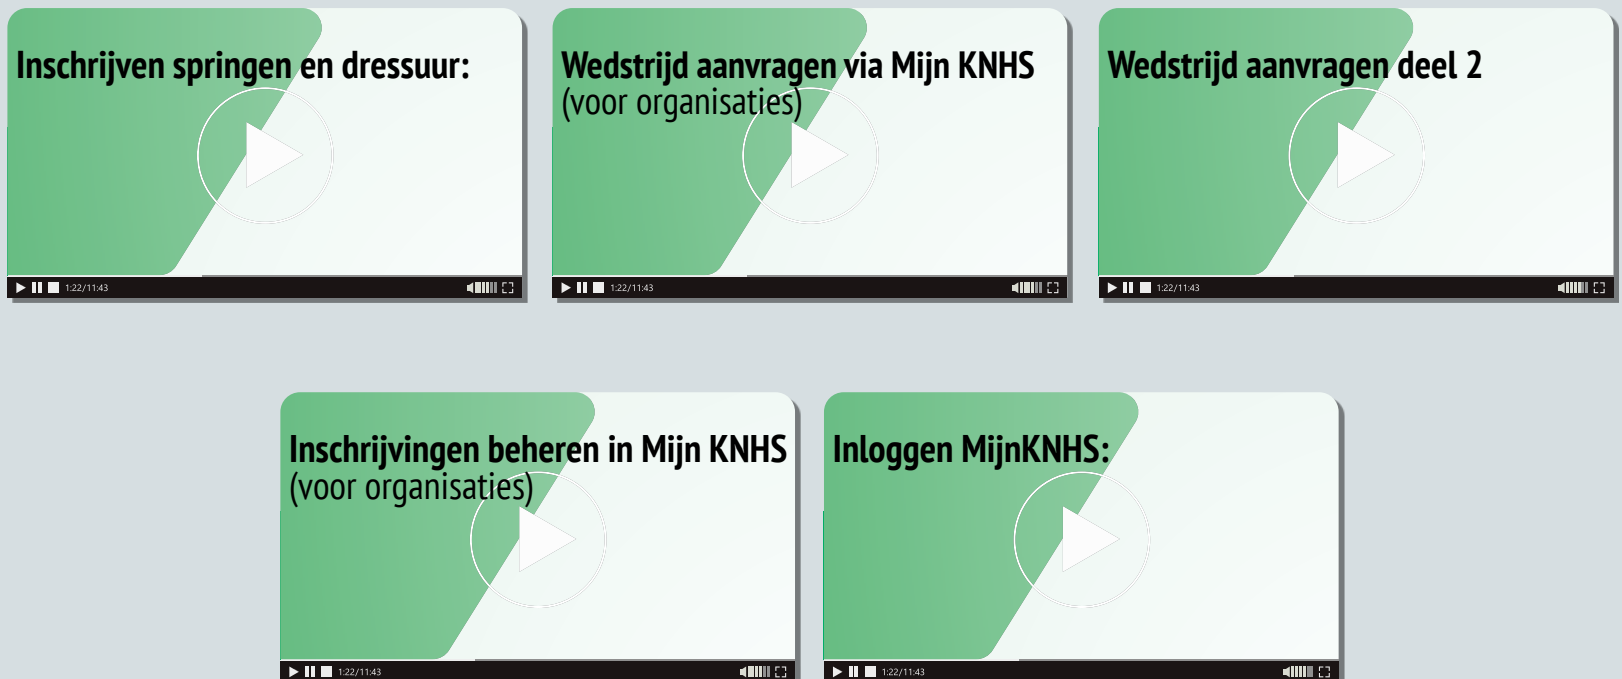 Inschrijven springen en dressuur:
1:22/11:43
Wedstrijd aanvragen via Mijn KNHS
(voor organisaties)
1:22/11:43
Wedstrijd aanvragen deel 2
1:22/11:43
Inschrijvingen beheren in Mijn KNHS
(voor organisaties)
1:22/11:43
Inloggen MijnKNHS:
1:22/11:43